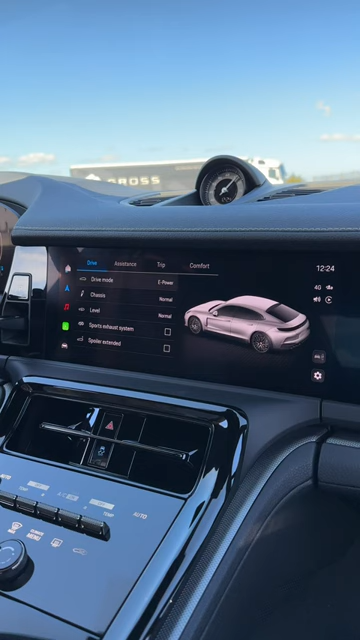 GROSS
Drive Assistance Trip Comfort
12:24
Drive mode E-Power
4G
Chassis Normal
Level Normal
Sports exhaust system
Spoiler extended
AUTO